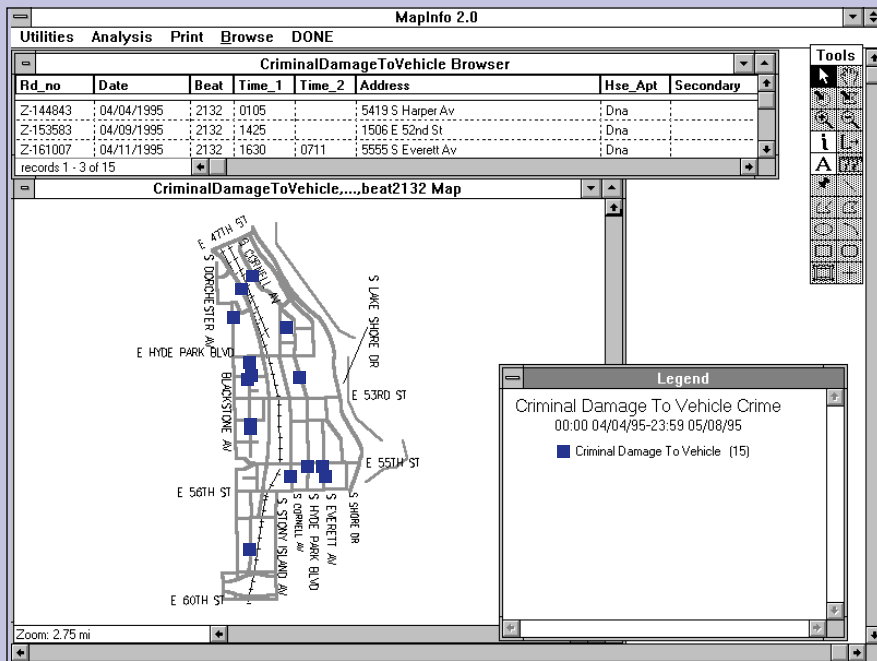 MapInfo 2.0
Utilities Analysis Print Browse DONE
CriminalDamageToVehicle Browser
Rd_no Date Beat Time_1 Time_2 Address Hse_Apt Secondary
Z-144843 04/04/1995 2132 0105 5419 S Harper Av Dna
Z-153583 04/09/1995 2132 1425 1506 E 52nd St Dna
Z-161007 04/11/1995 2132 1630 0711 5555 S Everett Av Dna
records 1 - 3 of 15
Tools
i
A
CriminalDamageToVehicle,...,beat2132 Map
E 47TH ST
S CORNELL AV
S DORCHESTER AV
S LAKE SHORE DR
E HYDE PARK BLVD
BLACKSTONE AV
E 53RD ST
E 55TH ST
E 56TH ST
S STONY ISLAND AV
S CORNELL AV
S HYDE PARK BLVD
S EVERETT AV
S SHORE DR
E 60TH ST
Zoom: 2.75 mi
Legend
Criminal Damage To Vehicle Crime
00:00 04/04/95-23:59 05/08/95
Criminal Damage To Vehicle (15)